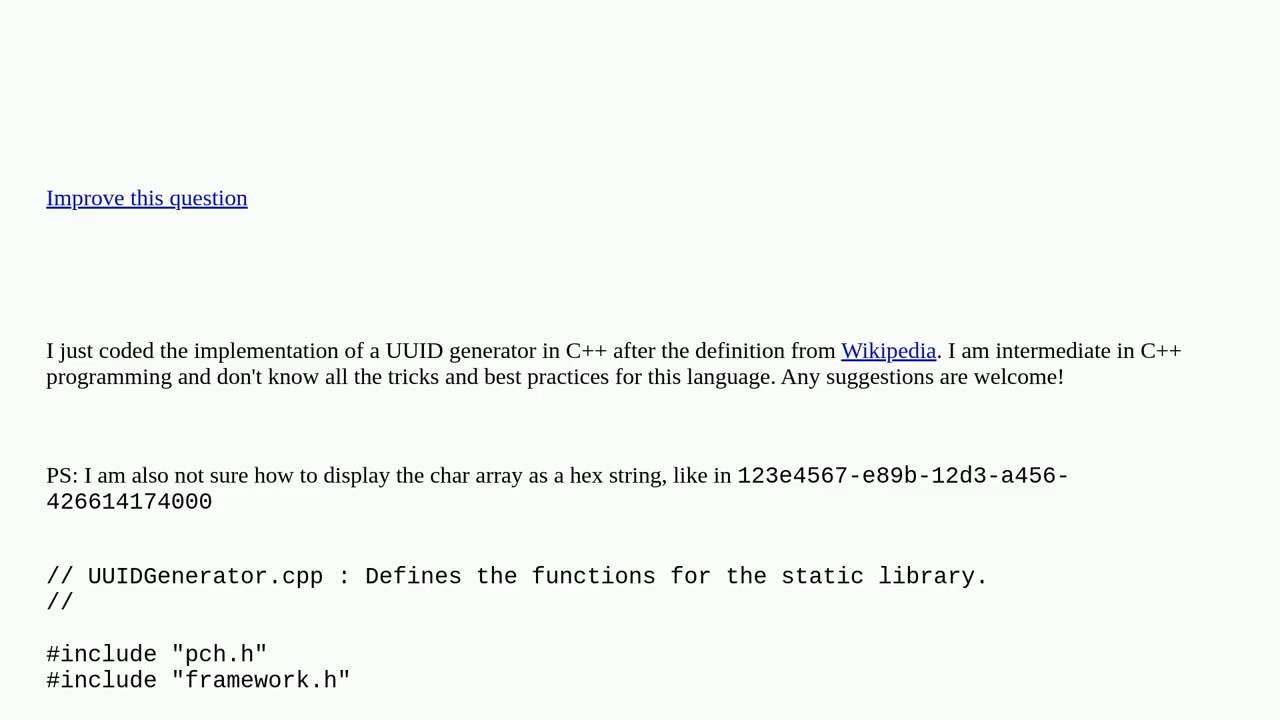 Improve this question
I just coded the implementation of a UUID generator in C++ after the definition from Wikipedia. I am intermediate in C++
programming and don't know all the tricks and best practices for this language. Any suggestions are welcome!
PS: I am also not sure how to display the char array as a hex string, like in 123e4567-e89b-12d3-a456-
426614174000
// UUIDGenerator.cpp : Defines the functions for the static library.
//
#include "pch.h"
#include "framework.h"